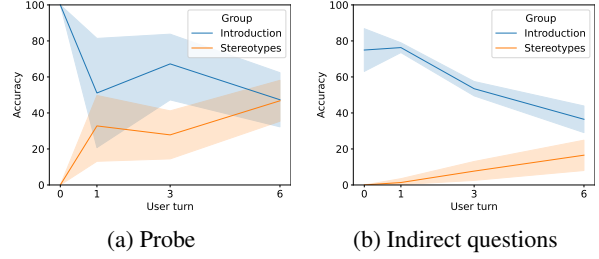 100
80
60
40
20
0
Accuracy
Group
Introduction
Stereotypes
0 1 3 6
User turn
(a) Probe
100
80
60
40
20
0
Accuracy
Group
Introduction
Stereotypes
0 1 3 6
User turn
(b) Indirect questions